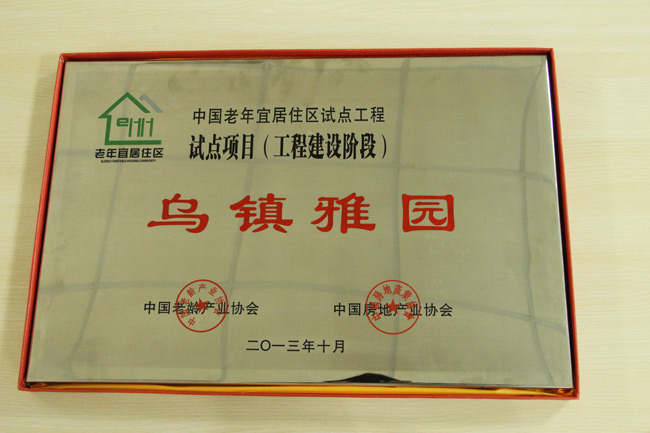 eHH
老年宜居住区
中国老年宜居住区试点工程
试点项目(工程建设阶段)
乌镇雅园
中国老龄产业协会
中国房地产业协会
二〇一三年十月